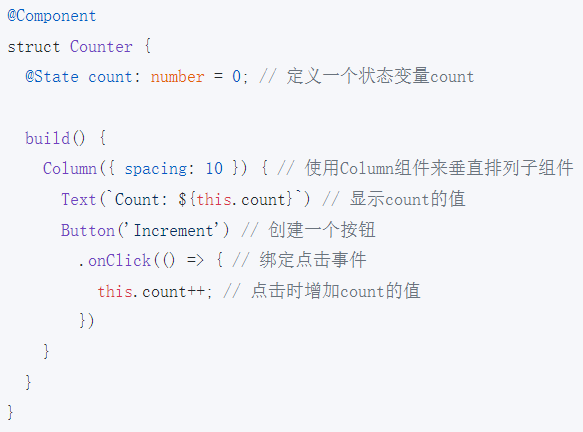 @Component
struct Counter {
  @State count: number = 0; // 定义一个状态变量count

  build() {
    Column({ spacing: 10 }) { // 使用Column组件来垂直排列子组件
      Text(`Count: ${this.count}`) // 显示count的值
      Button('Increment') // 创建一个按钮
        .onClick(() => { // 绑定点击事件
          this.count++; // 点击时增加count的值
        })
    }
  }
}